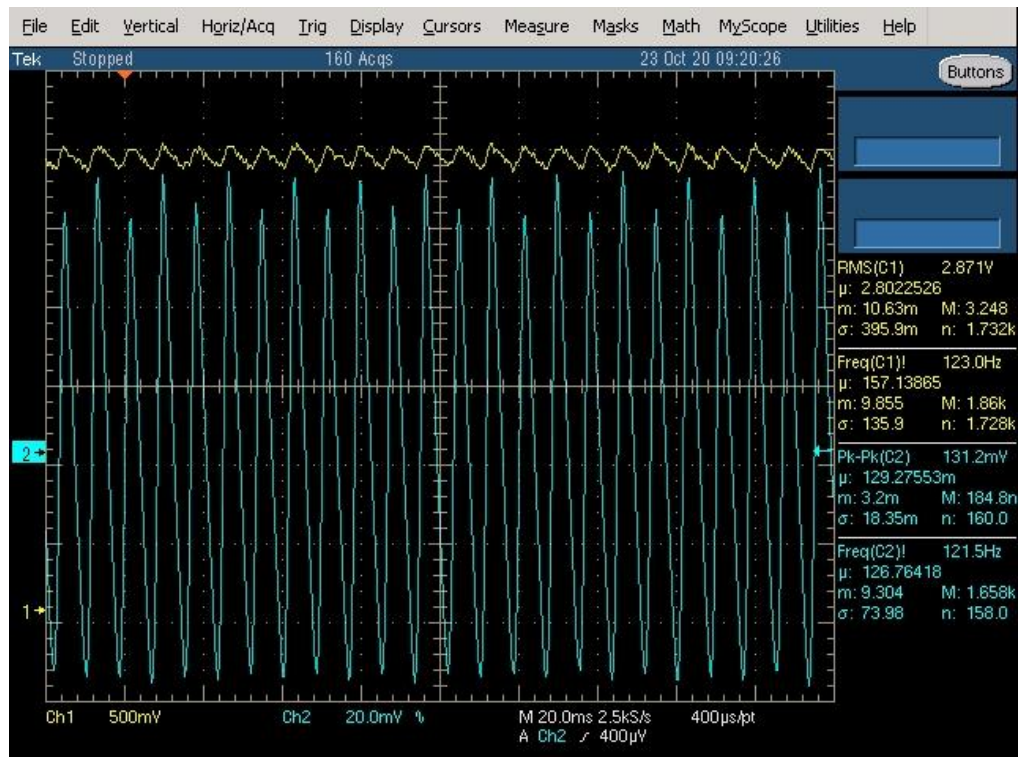 File Edit Vertical Horiz/Acq Trig Display Cursors Measure Masks Math MyScope Utilities Help
Tek Stopped 160 Acqs 23 Oct 20 09:20:26
Buttons
RMS(C1) 2.871V
µ: 2.8022526
m: 10.63m M: 3.248
σ: 395.9m n: 1.732k
Freq(C1)! 123.0Hz
µ: 157.13865
m: 9.855 M: 1.86k
σ: 135.9 n: 1.728k
2
Pk-Pk(C2) 131.2mV
µ: 129.27553m
m: 3.2m M: 184.8m
σ: 18.35m n: 160.0
Freq(C2)! 121.5Hz
µ: 126.76418
m: 9.304 M: 1.658k
σ: 73.98 n: 158.0
1
Ch1 500mV Ch2 20.0mV M 20.0ms 2.5kS/s 400µs/pt
A Ch2 400µV